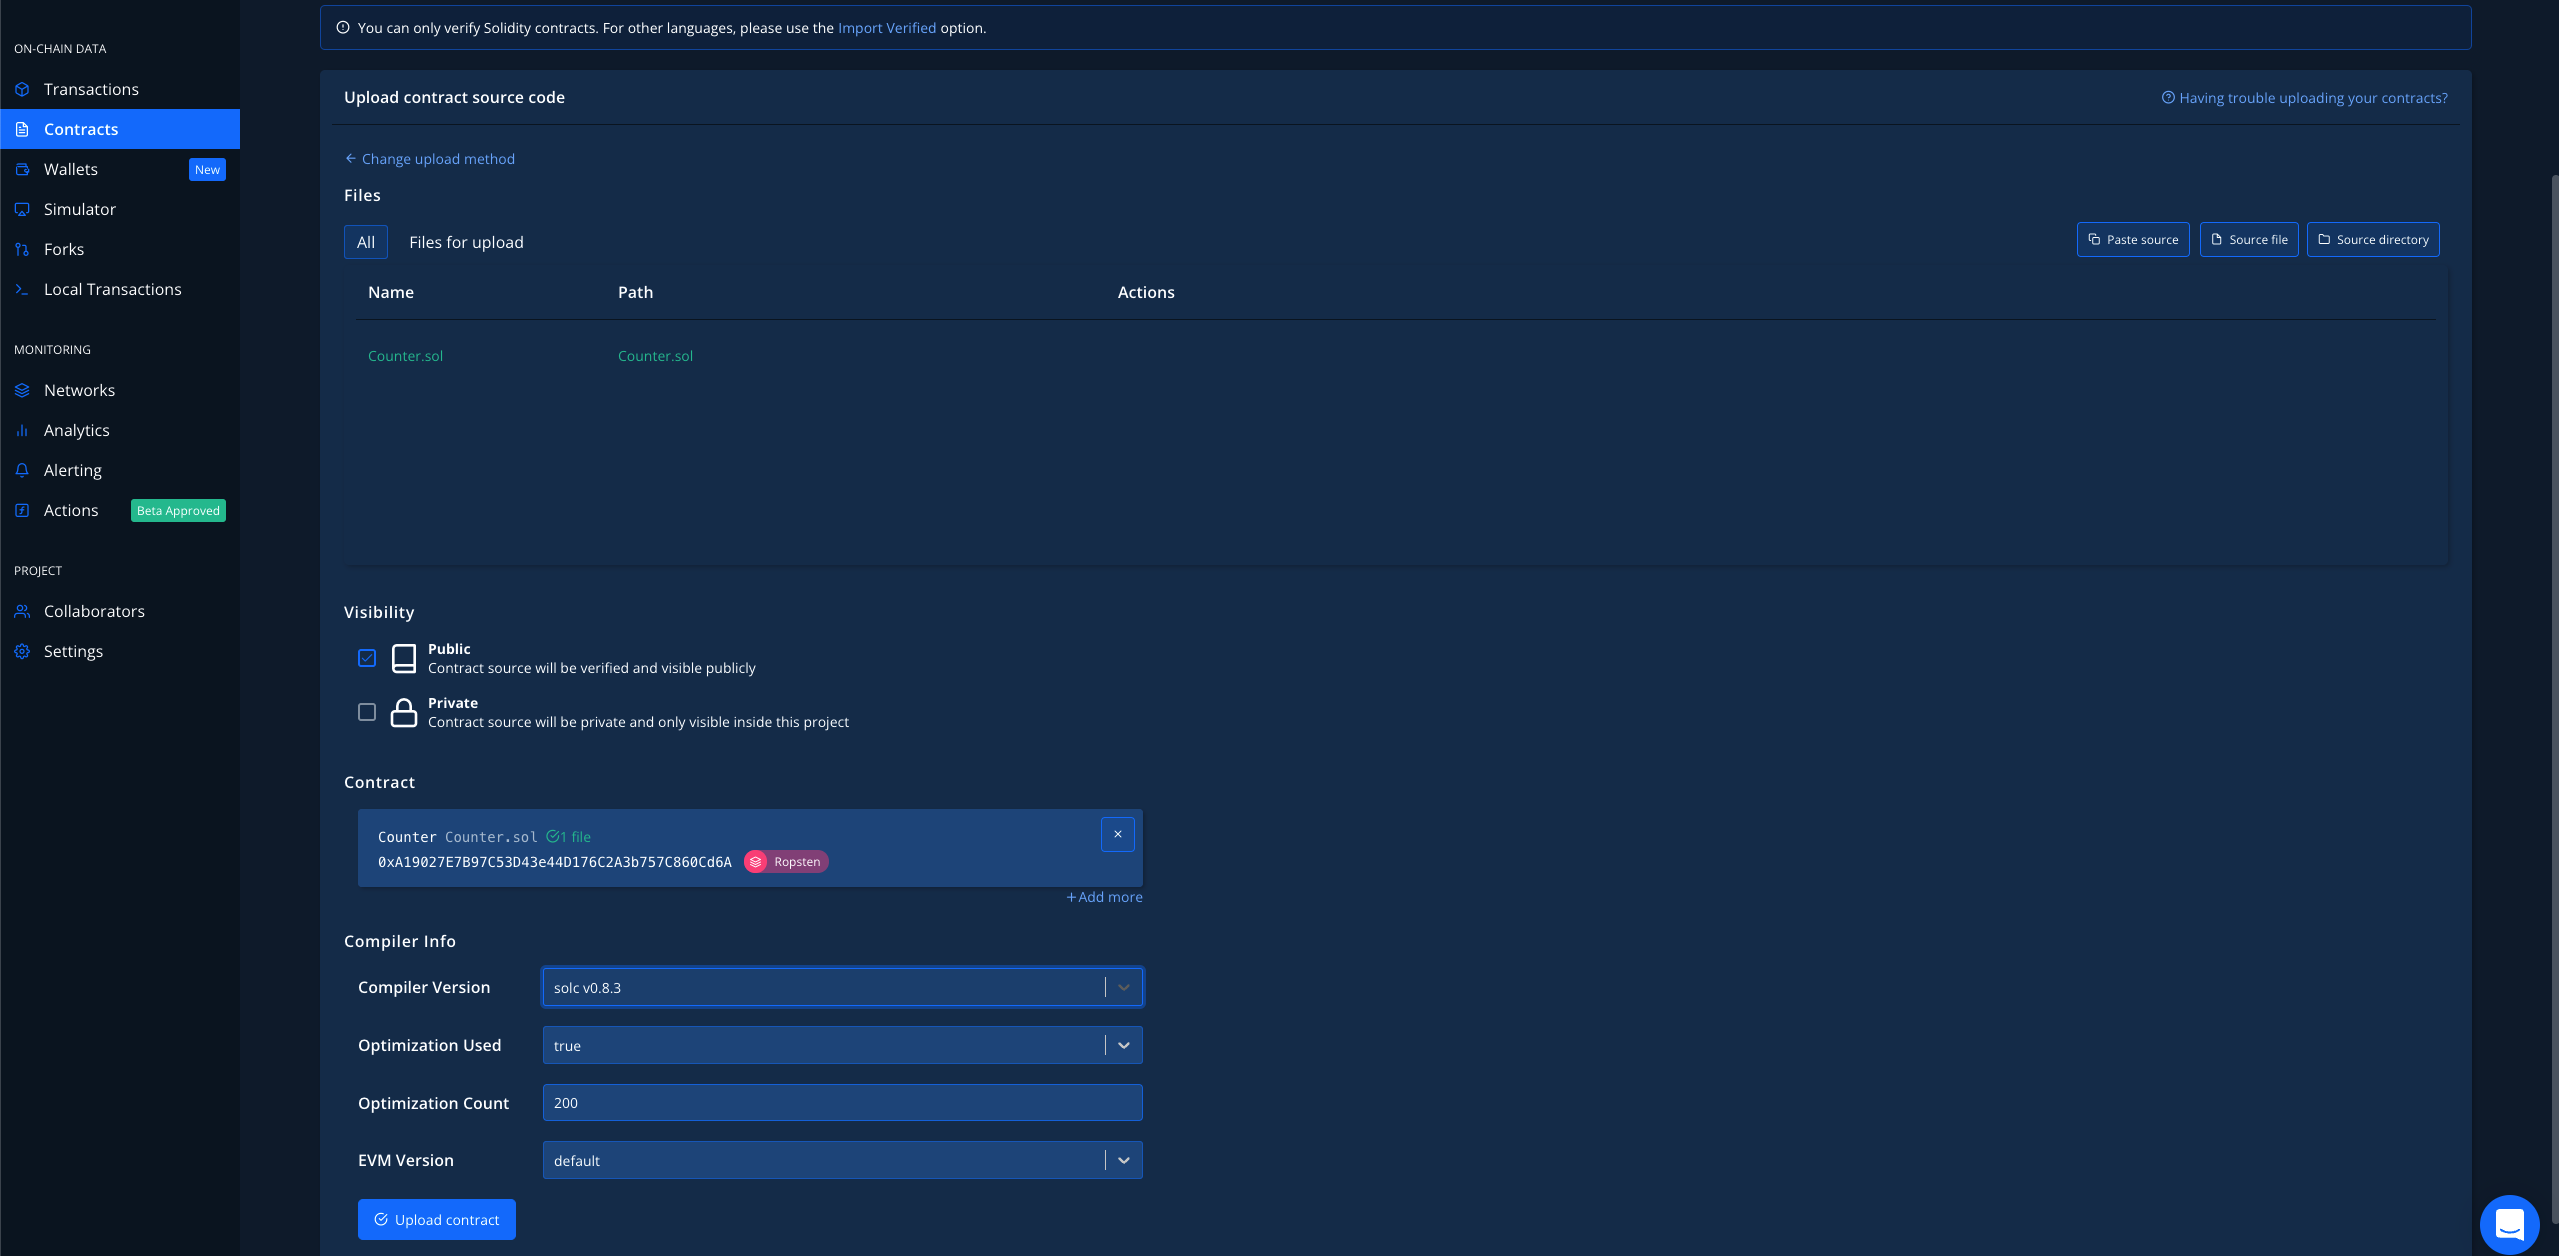 You can only verify Solidity contracts. For other languages, please use the Import Verified option.
ON-CHAIN DATA
Transactions
Contracts
Wallets New
Simulator
Forks
Local Transactions
MONITORING
Networks
Analytics
Alerting
Actions Beta Approved
PROJECT
Collaborators
Settings
Upload contract source code
Having trouble uploading your contracts?
Change upload method
Files
All Files for upload
Paste source Source file Source directory
Name Path Actions
Counter.sol Counter.sol
Visibility
Public
Contract source will be verified and visible publicly
Private
Contract source will be private and only visible inside this project
Contract
Counter Counter.sol 1 file
0xA19027E7B97C53D43e44D176C2A3b757C860Cd6A Ropsten
+Add more
Compiler Info
Compiler Version solc v0.8.3
Optimization Used true
Optimization Count 200
EVM Version default
Upload contract